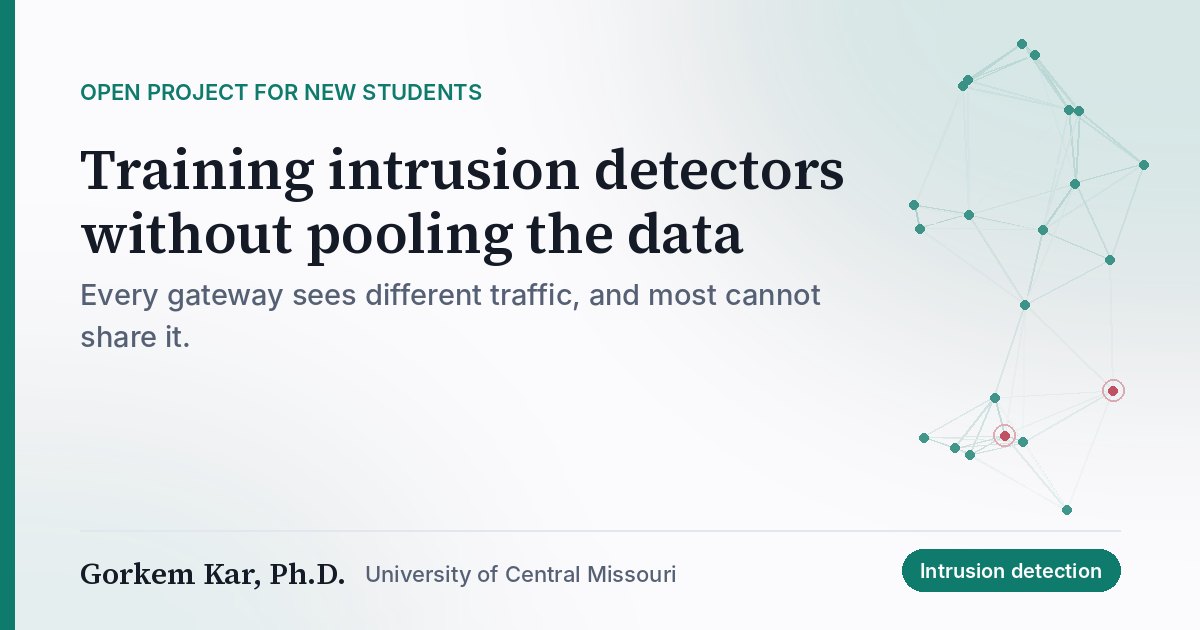 OPEN PROJECT FOR NEW STUDENTS
Training intrusion detectors
without pooling the data
Every gateway sees different traffic, and most cannot
share it.
Gorkem Kar, Ph.D. University of Central Missouri
Intrusion detection